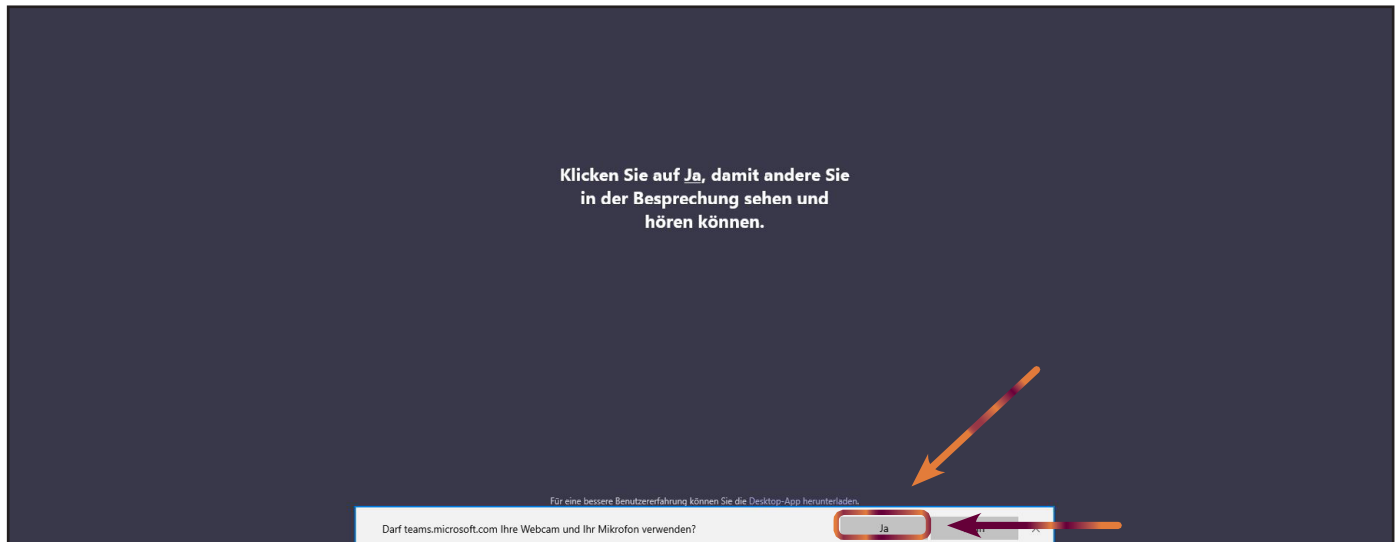 Klicken Sie auf Ja, damit andere Sie
in der Besprechung sehen und
hören können.
Für eine bessere Benutzererfahrung können Sie die Desktop-App herunterladen.
Darf teams.microsoft.com Ihre Webcam und Ihr Mikrofon verwenden? Ja